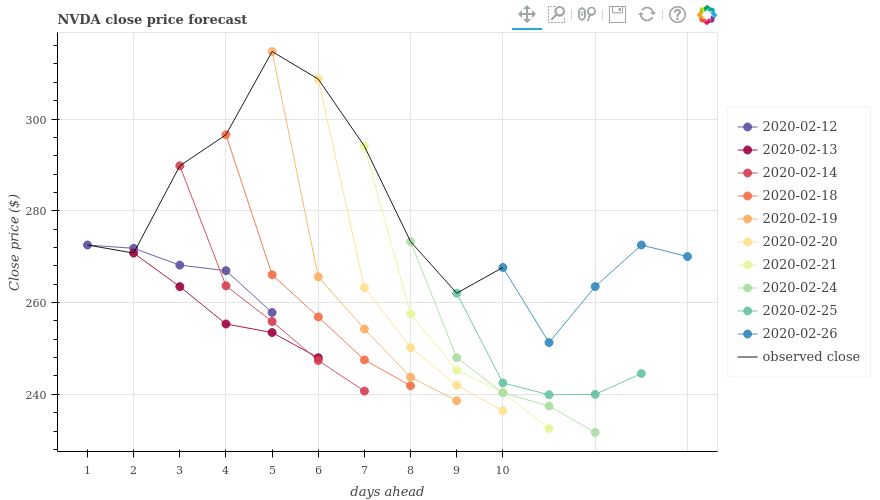 NVDA close price forecast
300
280
260
240
Close price ($)
1 2 3 4 5 6 7 8 9 10
days ahead
2020-02-12
2020-02-13
2020-02-14
2020-02-18
2020-02-19
2020-02-20
2020-02-21
2020-02-24
2020-02-25
2020-02-26
observed close